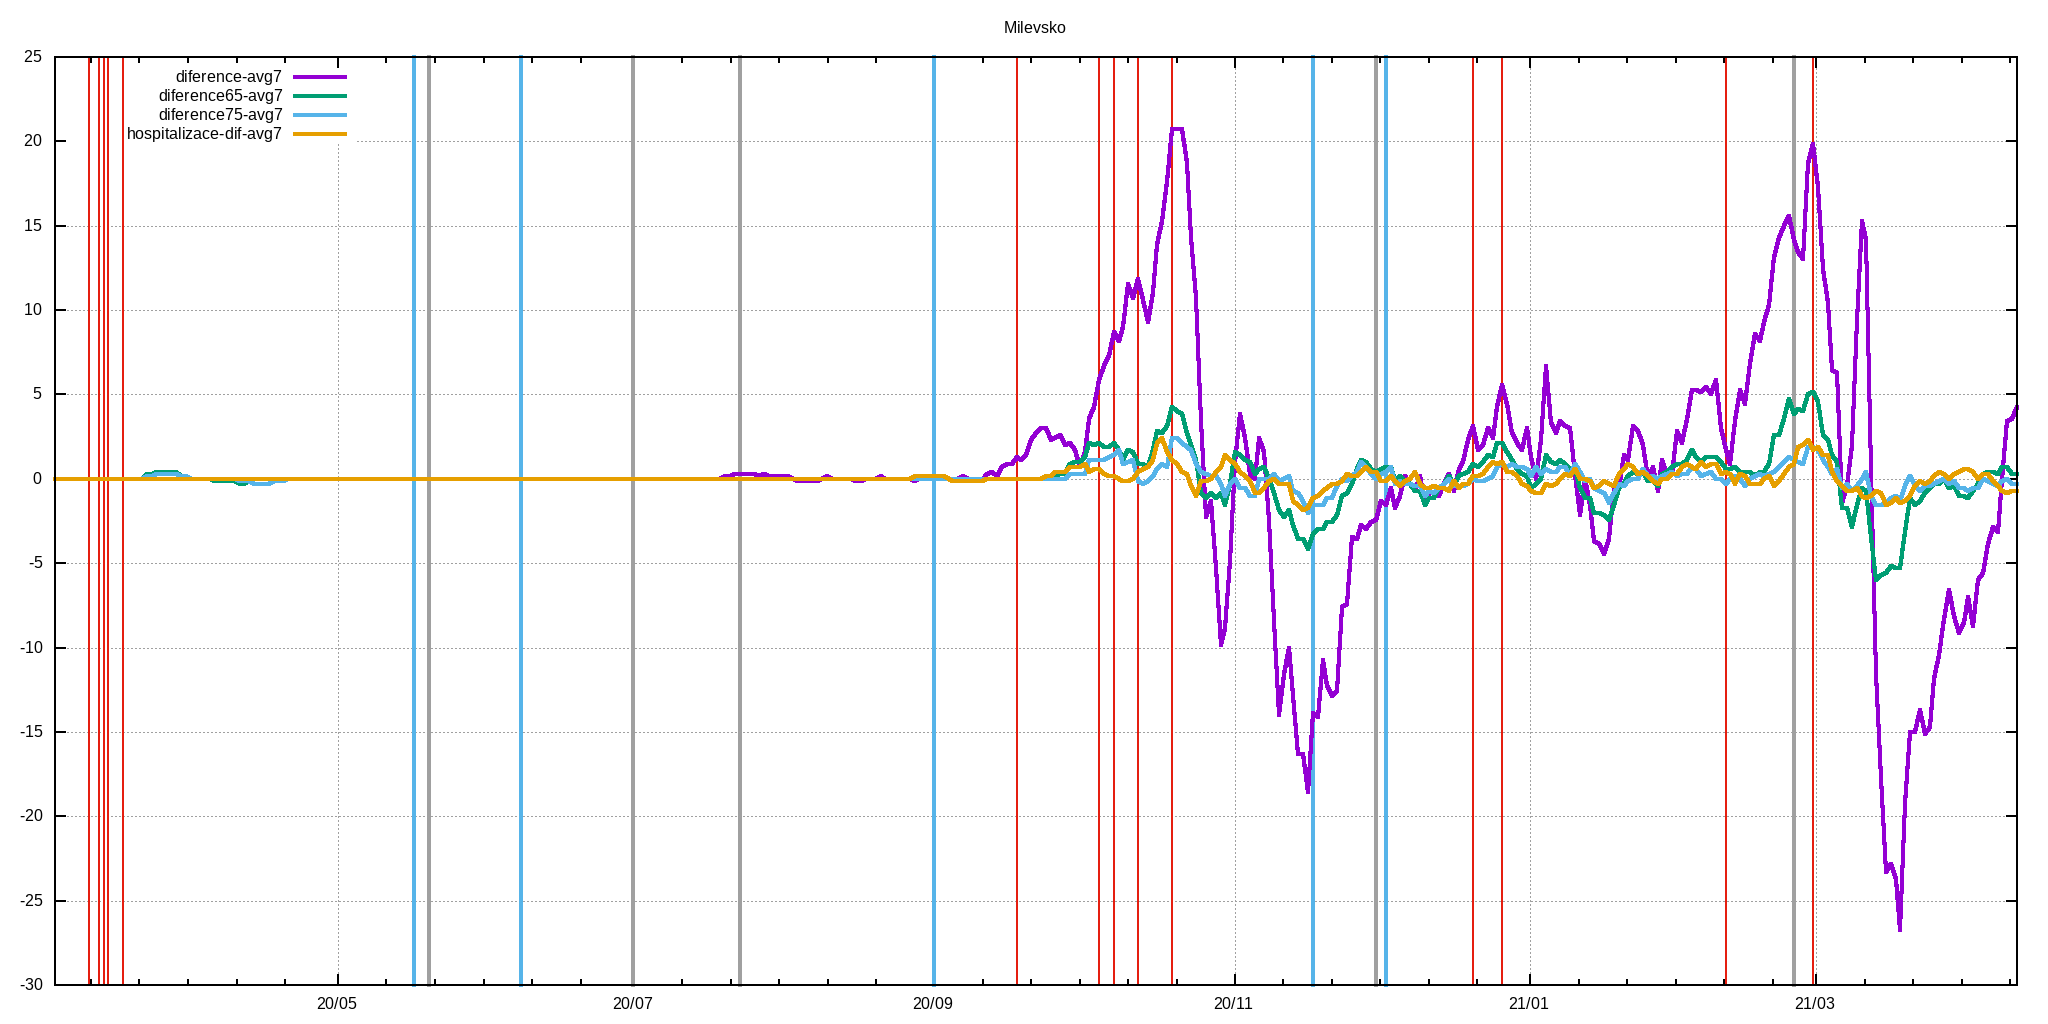 Milevsko
25
diference-avg7
diference65-avg7
diference75-avg7
hospitalizace-dif-avg7
20
15
10
5
0
-5
-10
-15
-20
-25
-30
20/05 20/07 20/09 20/11 21/01 21/03